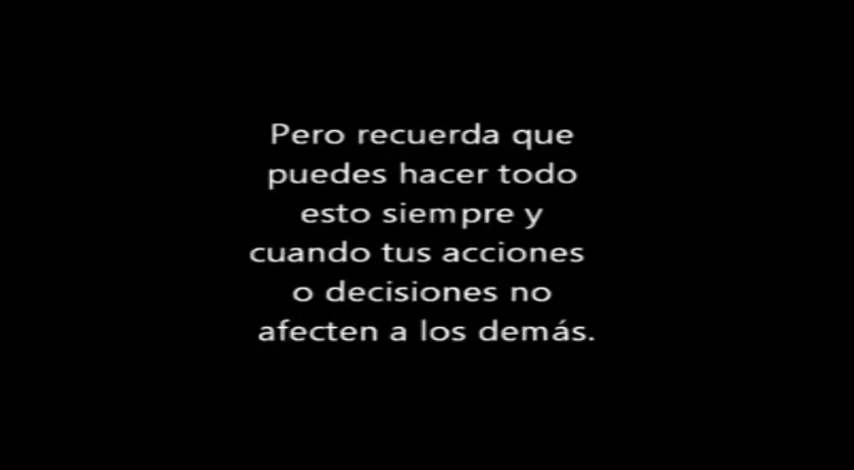 Pero recuerda que
puedes hacer todo
esto siempre y
cuando tus acciones
o decisiones no
afecten a los demás.